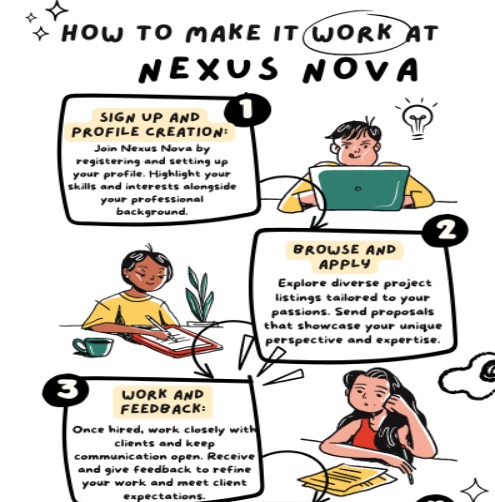 HOW TO MAKE IT WORK AT
NEXUS NOVA
1
SIGN UP AND
PROFILE CREATION:
Join Nexus Nova by
registering and setting up
your profile. Highlight your
skills and interests alongside
your professional
background.
2
BROWSE AND
APPLY
Explore diverse project
listings tailored to your
passions. Send proposals
that showcase your unique
perspective and expertise.
3
WORK AND
FEEDBACK:
Once hired, work closely with
clients and keep
communication open. Receive
and give feedback to refine
your work and meet client
expectations.